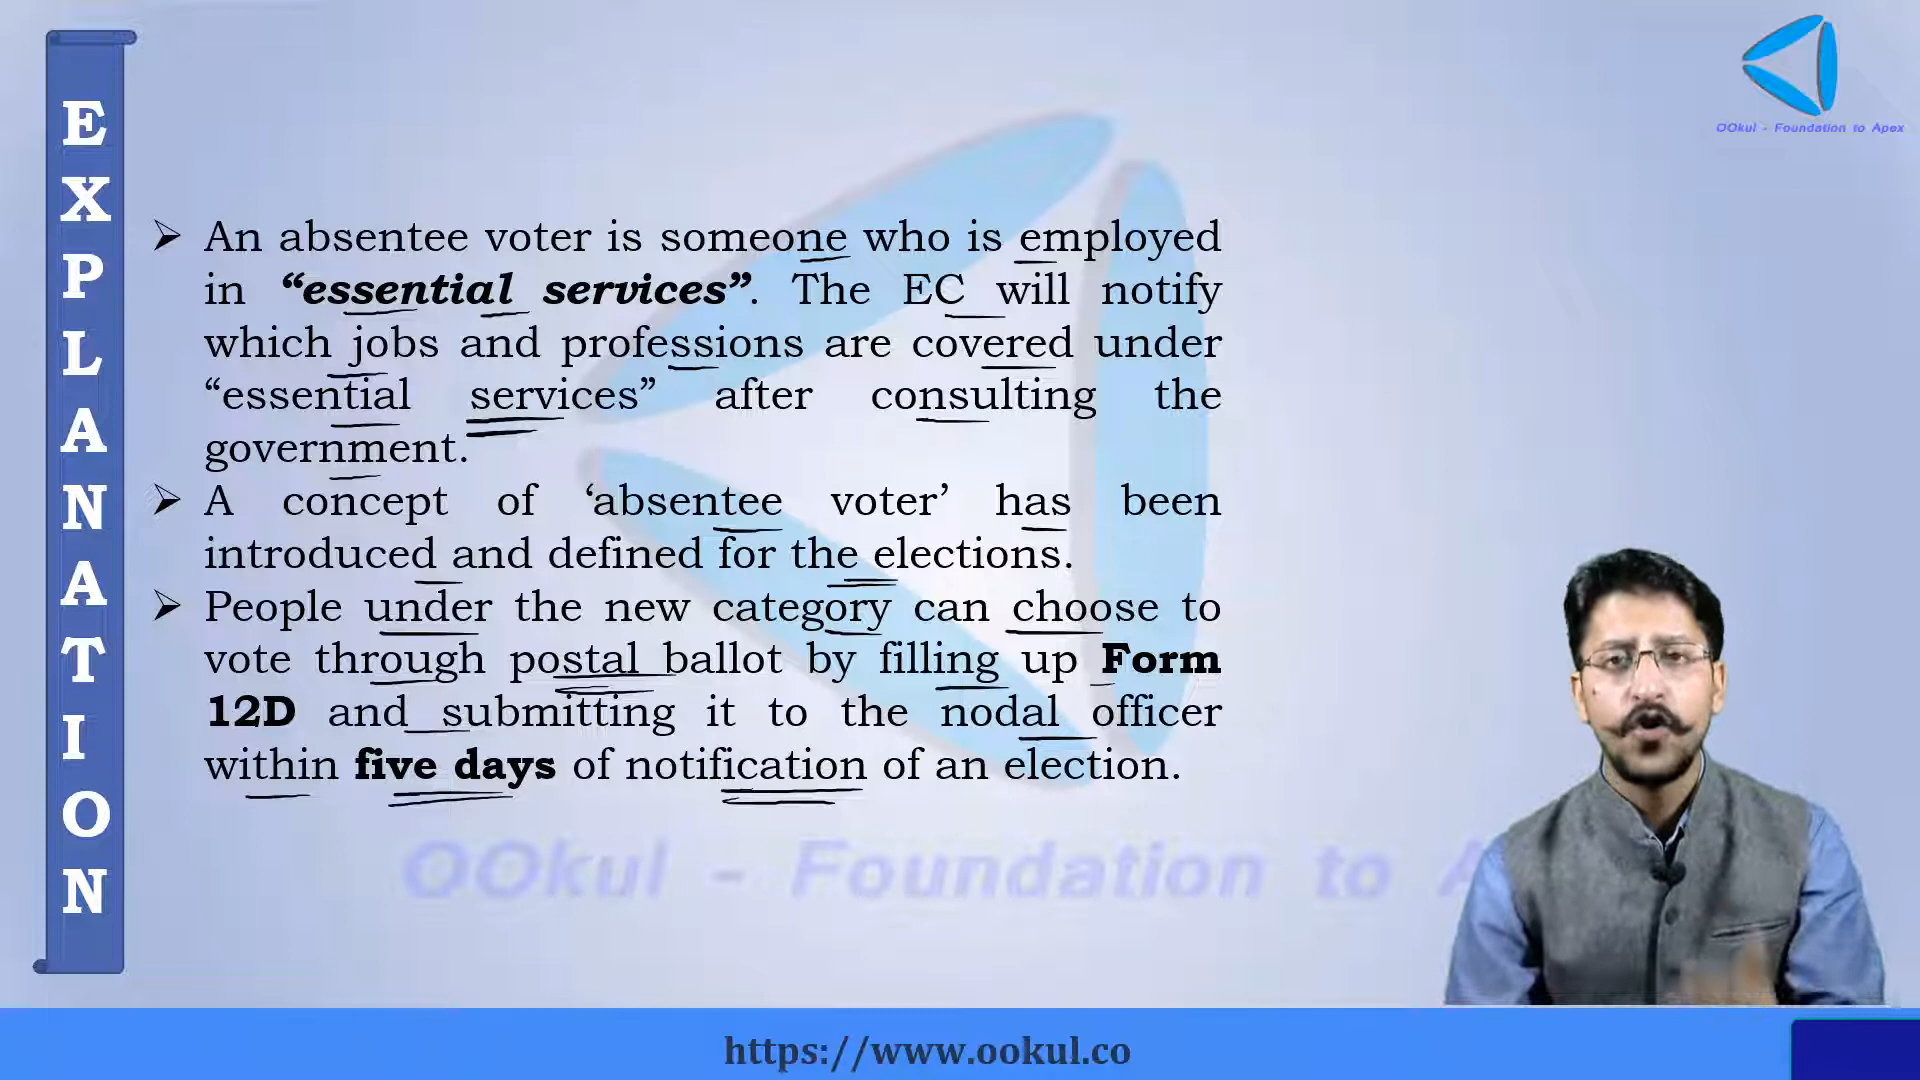 OOkul - Foundation to Apex
EXPLANATION
➢ An absentee voter is someone who is employed
in “essential services”. The EC will notify
which jobs and professions are covered under
“essential services” after consulting the
government.
➢ A concept of ‘absentee voter’ has been
introduced and defined for the elections.
➢ People under the new category can choose to
vote through postal ballot by filling up Form
12D and submitting it to the nodal officer
within five days of notification of an election.
OOkul - Foundation to A
https://www.ookul.co